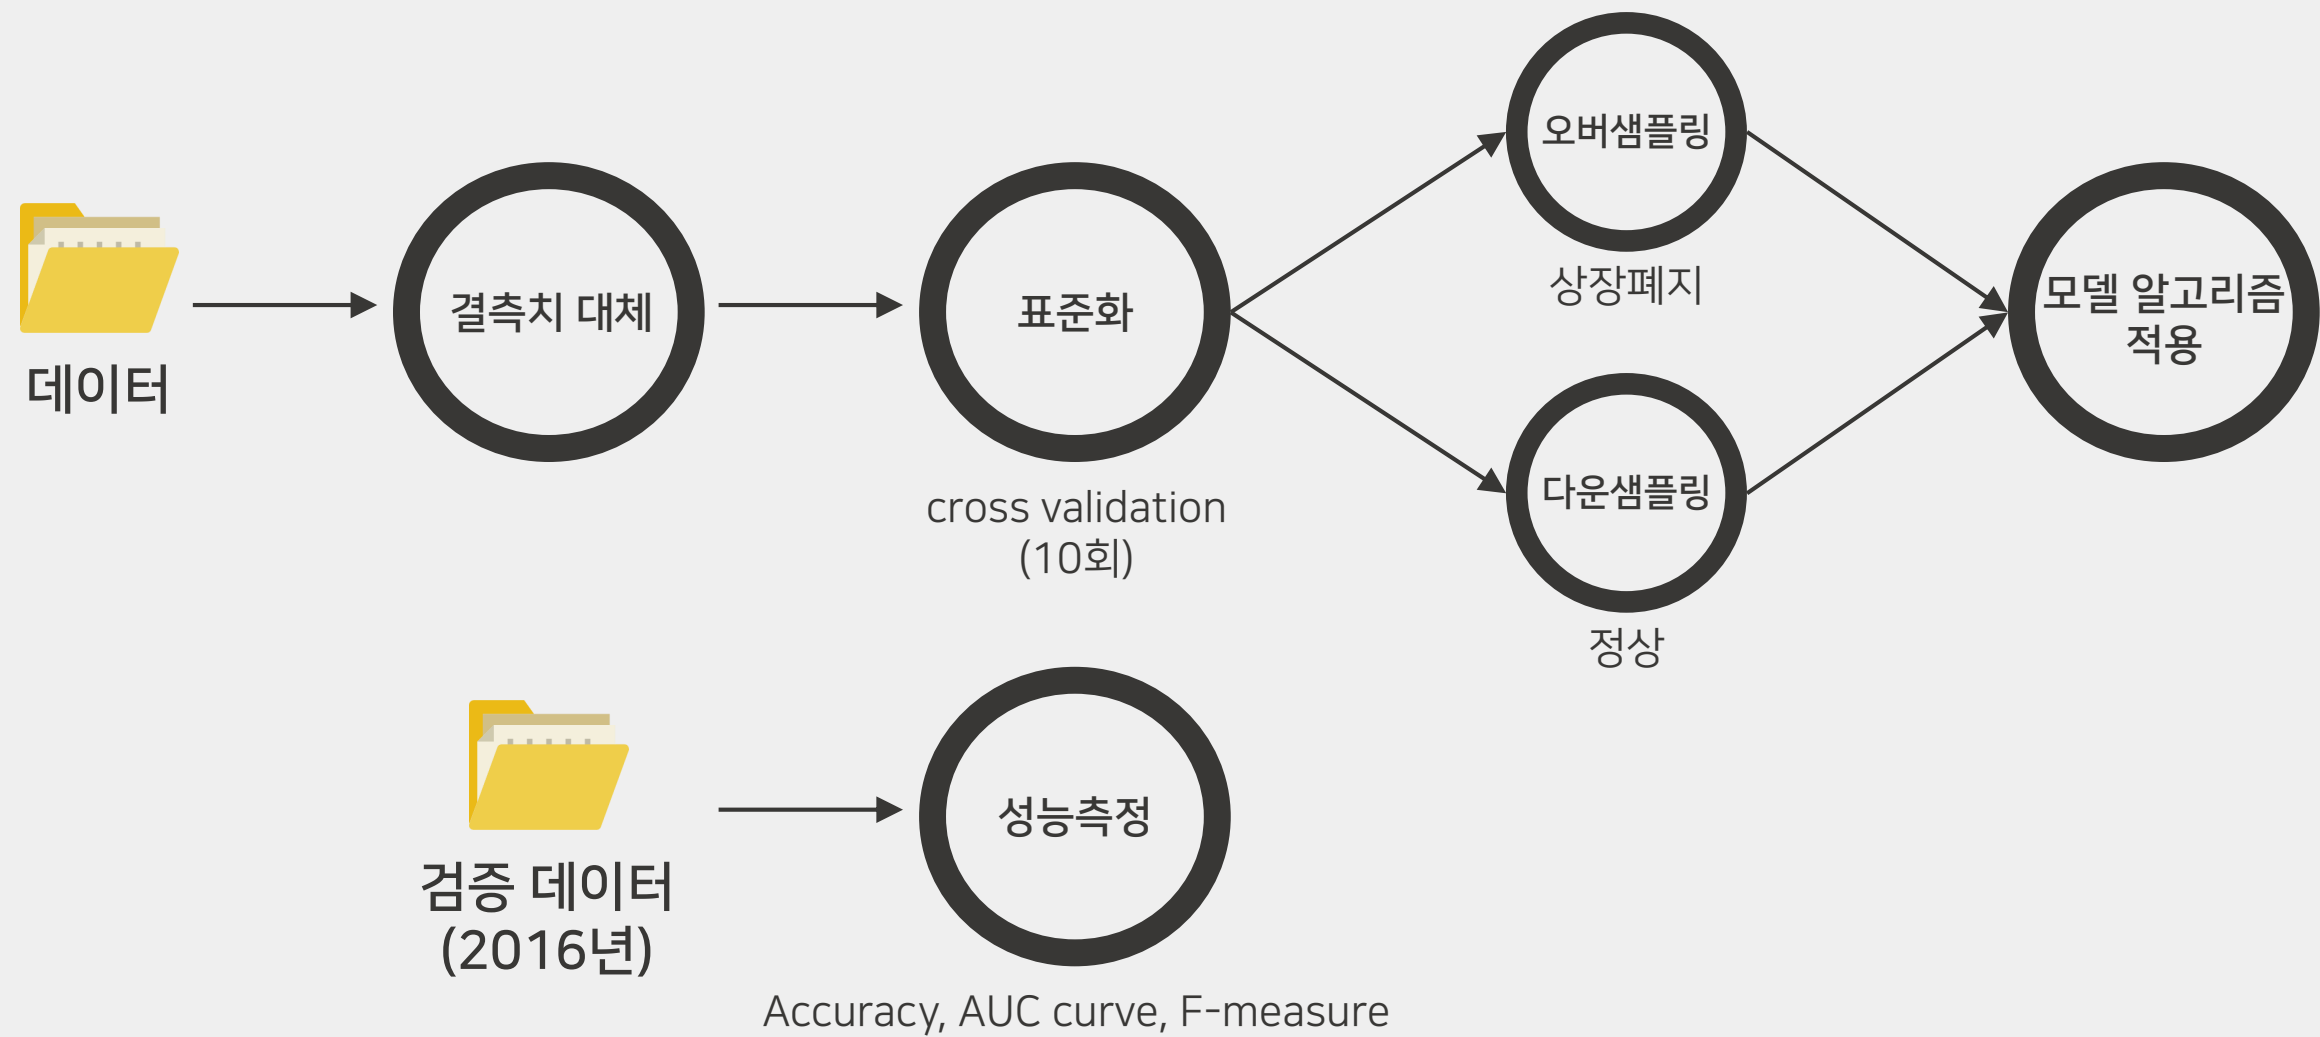 데이터
결측치 대체
표준화
cross validation
(10회)
오버샘플링
상장폐지
다운샘플링
정상
모델 알고리즘
적용
검증 데이터
(2016년)
성능측정
Accuracy, AUC curve, F-measure